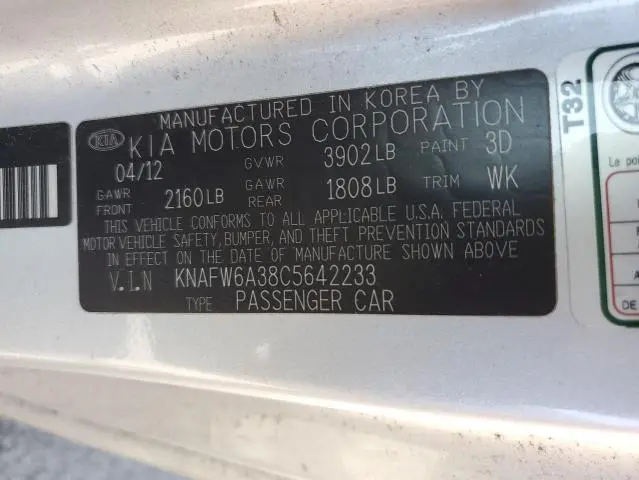 MANUFACTURED IN KOREA BY
KIA KIA MOTORS CORPORATION
04/12 GVWR 3902LB PAINT 3D
GAWR FRONT 2160LB GAWR REAR 1808LB TRIM WK
THIS VEHICLE CONFORMS TO ALL APPLICABLE U.S.A. FEDERAL
MOTOR VEHICLE SAFETY, BUMPER, AND THEFT PREVENTION STANDARDS
IN EFFECT ON THE DATE OF MANUFACTURE SHOWN ABOVE
V.I.N KNAFW6A38C5642233
TYPE PASSENGER CAR
T32
Le
DE